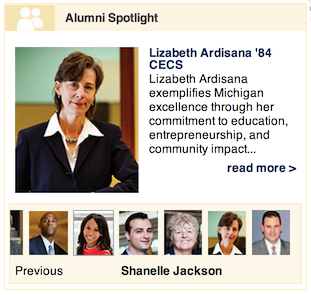 Alumni Spotlight
Lizabeth Ardisana '84
CECS
Lizabeth Ardisana
exemplifies Michigan
excellence through her
commitment to education,
entrepreneurship, and
community impact...
read more >
Previous Shanelle Jackson